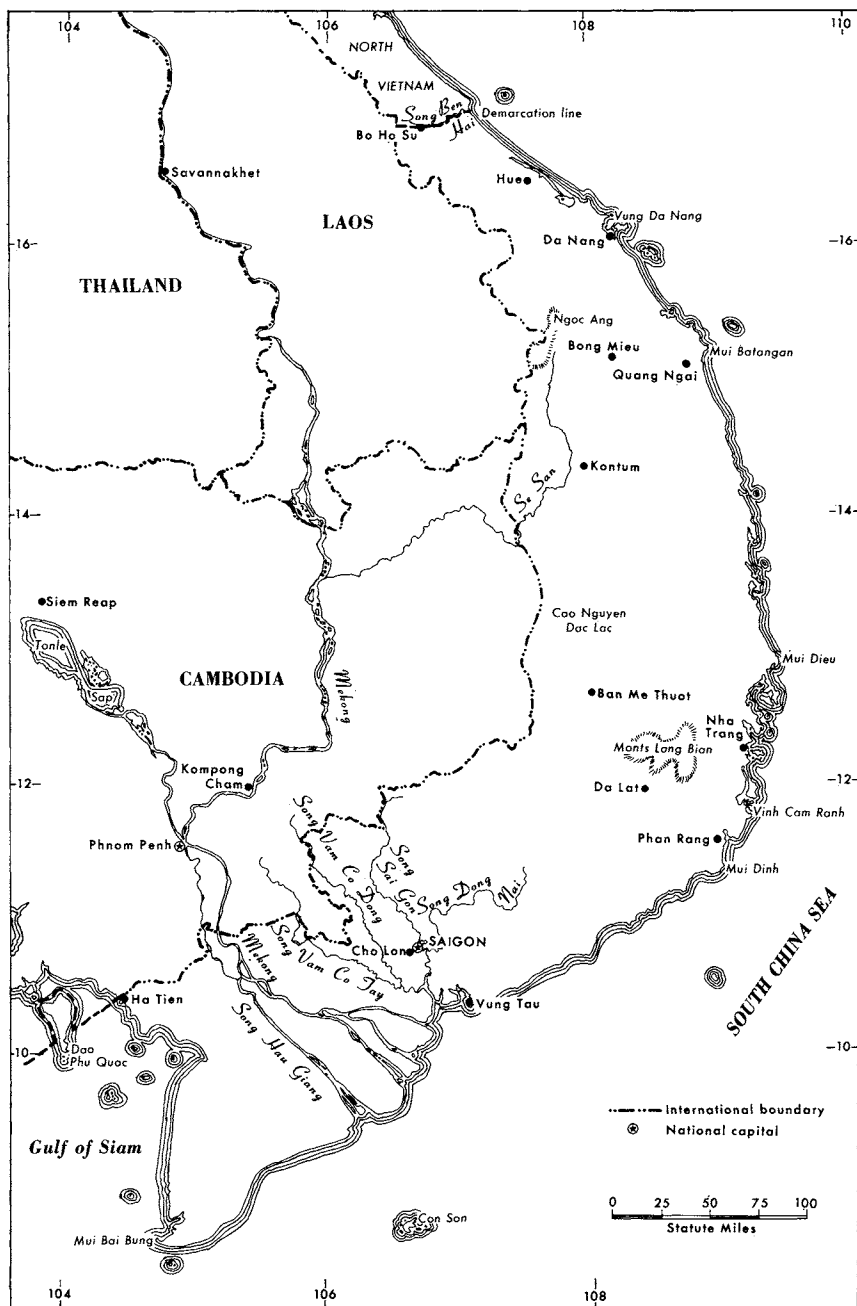 104
106
108
110
NORTH
VIETNAM
Song Ben
Hai
Demarcation line
Bo Ho Su
Savannakhet
Hue
LAOS
Vung Da Nang
16
Da Nang
16
THAILAND
Ngoc Ang
Bong Mieu
Mui Batangan
Quang Ngai
Kontum
Se San
14
14
Siem Reap
Cao Nguyen
Dac Lac
Tonle
Mui Dieu
CAMBODIA
Sap
Mekong
Ban Me Thuot
Nha
Trang
Monts Lang Bian
Kompong
Cham
12
12
Da Lat
Vinh Cam Ranh
Song Vam Co Dong
Song Sai Gon
Phnom Penh
Phan Rang
Mui Dinh
Song Dong Nai
Mekong
Song Vam Co Tay
SAIGON
Cho Lon
SOUTH CHINA SEA
Ha Tien
Vung Tau
Song Hau Giang
10
10
Dao
Phu Quoc
International boundary
National capital
Gulf of Siam
0 25 50 75 100
Statute Miles
Con Son
Mui Bai Bung
104
106
108